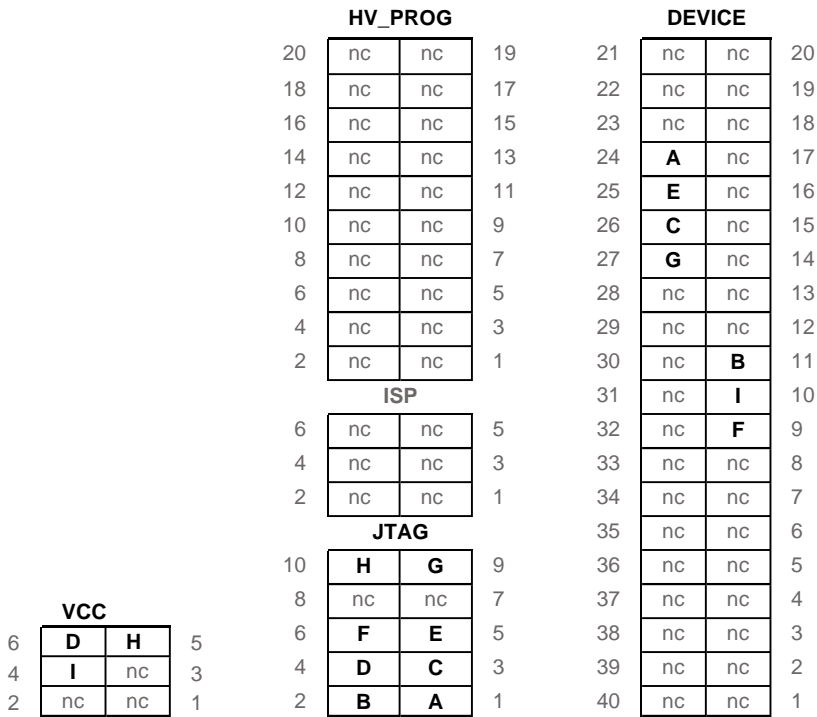 HV_PROG DEVICE
20 nc nc 19 21 nc nc 20
18 nc nc 17 22 nc nc 19
16 nc nc 15 23 nc nc 18
14 nc nc 13 24 A nc 17
12 nc nc 11 25 E nc 16
10 nc nc 9 26 C nc 15
8 nc nc 7 27 G nc 14
6 nc nc 5 28 nc nc 13
4 nc nc 3 29 nc nc 12
2 nc nc 1 30 nc B 11
ISP 31 nc I 10
6 nc nc 5 32 nc F 9
4 nc nc 3 33 nc nc 8
2 nc nc 1 34 nc nc 7
JTAG 35 nc nc 6
10 H G 9 36 nc nc 5
VCC 8 nc nc 7 37 nc nc 4
6 D H 5 6 F E 5 38 nc nc 3
4 I nc 3 4 D C 3 39 nc nc 2
2 nc nc 1 2 B A 1 40 nc nc 1